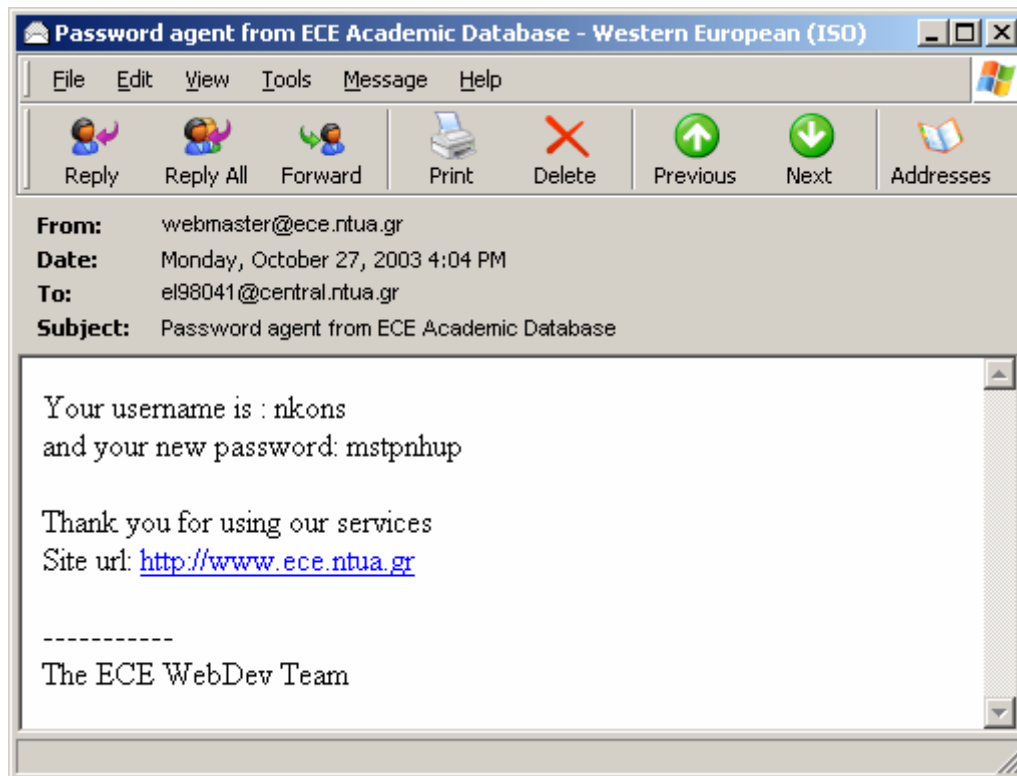 Password agent from ECE Academic Database - Western European (ISO)
File Edit View Tools Message Help
Reply Reply All Forward Print Delete Previous Next Addresses
From: webmaster@ece.ntua.gr
Date: Monday, October 27, 2003 4:04 PM
To: el98041@central.ntua.gr
Subject: Password agent from ECE Academic Database
Your username is : nkons
and your new password: mstpnhup
Thank you for using our services
Site url: http://www.ece.ntua.gr
-----------
The ECE WebDev Team